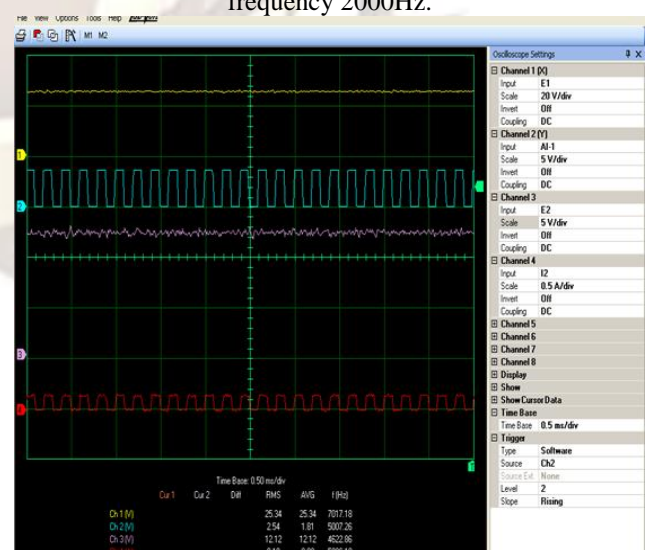 frequency 2000Hz.
File View Options Tools Help
M1 M2
Oscilloscope Settings
Channel 1 (X)
Input E1
Scale 20 V/div
Invert Off
Coupling DC
Channel 2 (Y)
Input AI-1
Scale 5 V/div
Invert Off
Coupling DC
Channel 3
Input E2
Scale 5 V/div
Invert Off
Coupling DC
Channel 4
Input I2
Scale 0.5 A/div
Invert Off
Coupling DC
Channel 5
Channel 6
Channel 7
Channel 8
Display
Show
Show Cursor Data
Time Base
Time Base 0.5 ms/div
Trigger
Type Software
Source Ch2
Source Ext. None
Level 2
Slope Rising
1
2
3
4
Time Base: 0.50 ms/div
Cur 1 Cur 2 Diff RMS AVG f (Hz)
Ch 1 (V) 25.34 25.34 7017.18
Ch 2 (V) 2.54 1.81 5007.26
Ch 3 (V) 12.12 12.12 4622.86